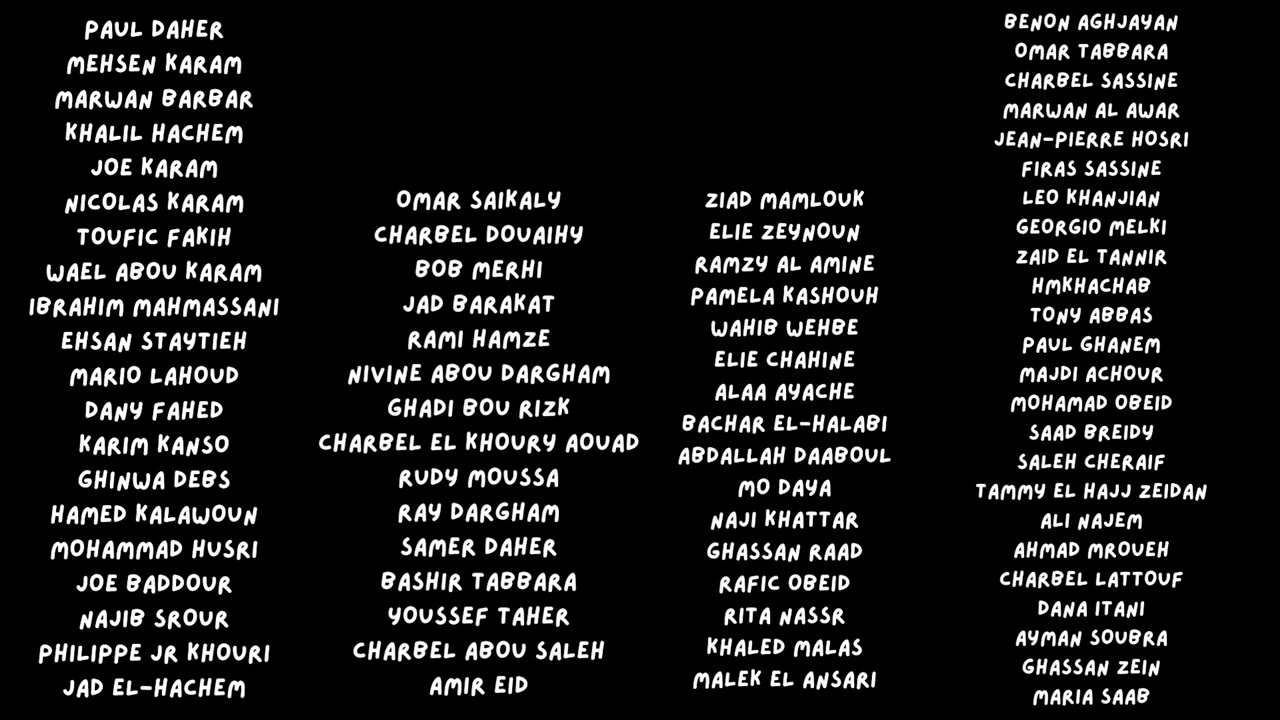 PAUL DAHER
MEHSEN KARAM
MARWAN BARBAR
KHALIL HACHEM
JOE KARAM
NICOLAS KARAM
TOUFIC FAKIH
WAEL ABOU KARAM
IBRAHIM MAHMASSANI
EHSAN STAYTIEH
MARIO LAHOUD
DANY FAHED
KARIM KANSO
GHINWA DEBS
HAMED KALAWOUN
MOHAMMAD HUSRI
JOE BADDOUR
NAJIB SROUR
PHILIPPE JR KHOURI
JAD EL-HACHEM
OMAR SAIKALY
CHARBEL DOUAIHY
BOB MERHI
JAD BARAKAT
RAMI HAMZE
NIVINE ABOU DARGHAM
GHADI BOU RIZK
CHARBEL EL KHOURY AOUAD
RUDY MOUSSA
RAY DARGHAM
SAMER DAHER
BASHIR TABBARA
YOUSSEF TAHER
CHARBEL ABOU SALEH
AMIR EID
ZIAD MAMLOUK
ELIE ZEYNOUN
RAMZY AL AMINE
PAMELA KASHOUH
WAHIB WEHBE
ELIE CHAHINE
ALAA AYACHE
BACHAR EL-HALABI
ABDALLAH DAABOUL
MO DAYA
NAJI KHATTAR
GHASSAN RAAD
RAFIC OBEID
RITA NASSR
KHALED MALAS
MALEK EL ANSARI
BENON AGHJAYAN
OMAR TABBARA
CHARBEL SASSINE
MARWAN AL AWAR
JEAN-PIERRE HOSRI
FIRAS SASSINE
LEO KHANJIAN
GEORGIO MELKI
ZAID EL TANNIR
HMKHACHAB
TONY ABBAS
PAUL GHANEM
MAJDI ACHOUR
MOHAMAD OBEID
SAAD BREIDY
SALEH CHERAIF
TAMMY EL HAJJ ZEIDAN
ALI NAJEM
AHMAD MROUEH
CHARBEL LATTOUF
DANA ITANI
AYMAN SOUBRA
GHASSAN ZEIN
MARIA SAAB